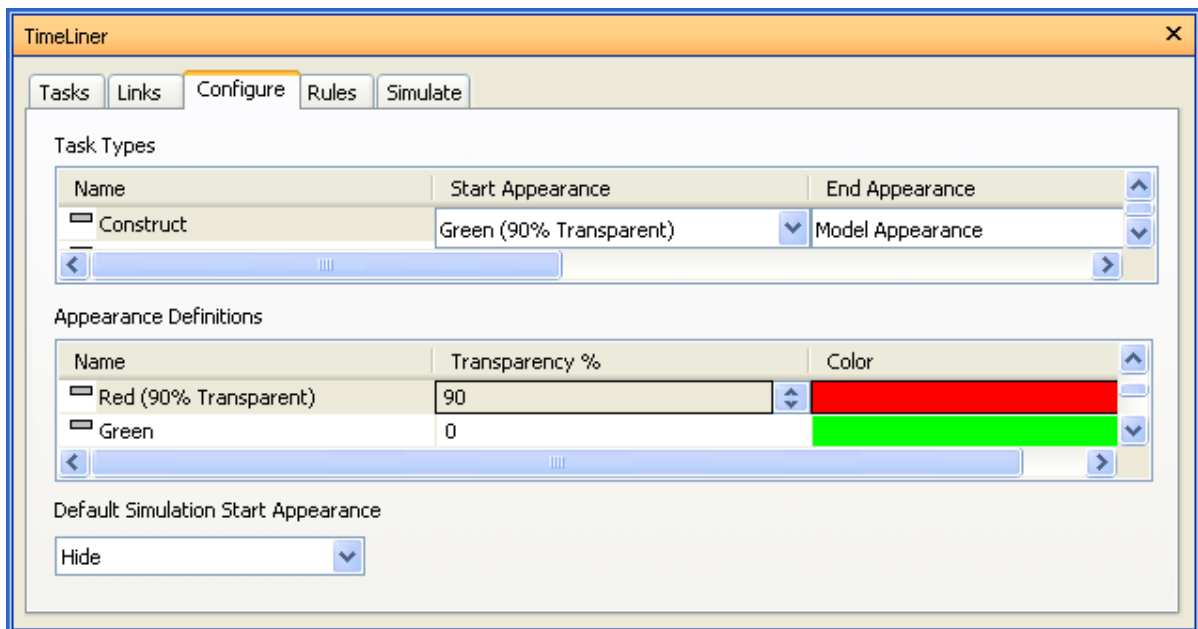 TimeLiner
Tasks Links Configure Rules Simulate
Task Types
Name Start Appearance End Appearance
Construct Green (90% Transparent) Model Appearance
Appearance Definitions
Name Transparency % Color
Red (90% Transparent) 90
Green 0
Default Simulation Start Appearance
Hide